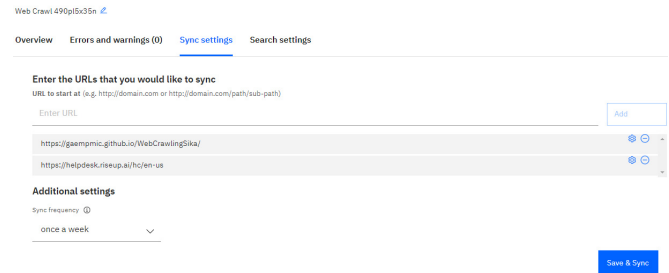 Web Crawl 490pl5x35n
Overview Errors and warnings (0) Sync settings Search settings
Enter the URLs that you would like to sync
URL to start at (e.g. http://domain.com or http://domain.com/path/sub-path)
Enter URL Add
https://gaempmic.github.io/WebCrawlingSika/
https://helpdesk.riseup.ai/hc/en-us
Additional settings
Sync frequency
once a week
Save & Sync